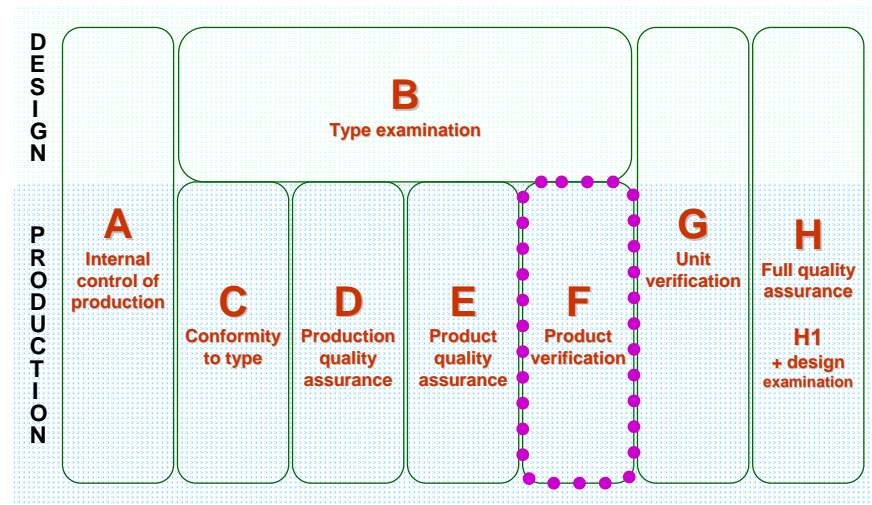 DESIGN
PRODUCTION
B
Type examination
A
Internal
control of
production
C
Conformity
to type
D
Production
quality
assurance
E
Product
quality
assurance
F
Product
verification
G
Unit
verification
H
Full quality
assurance
H1
+ design
examination